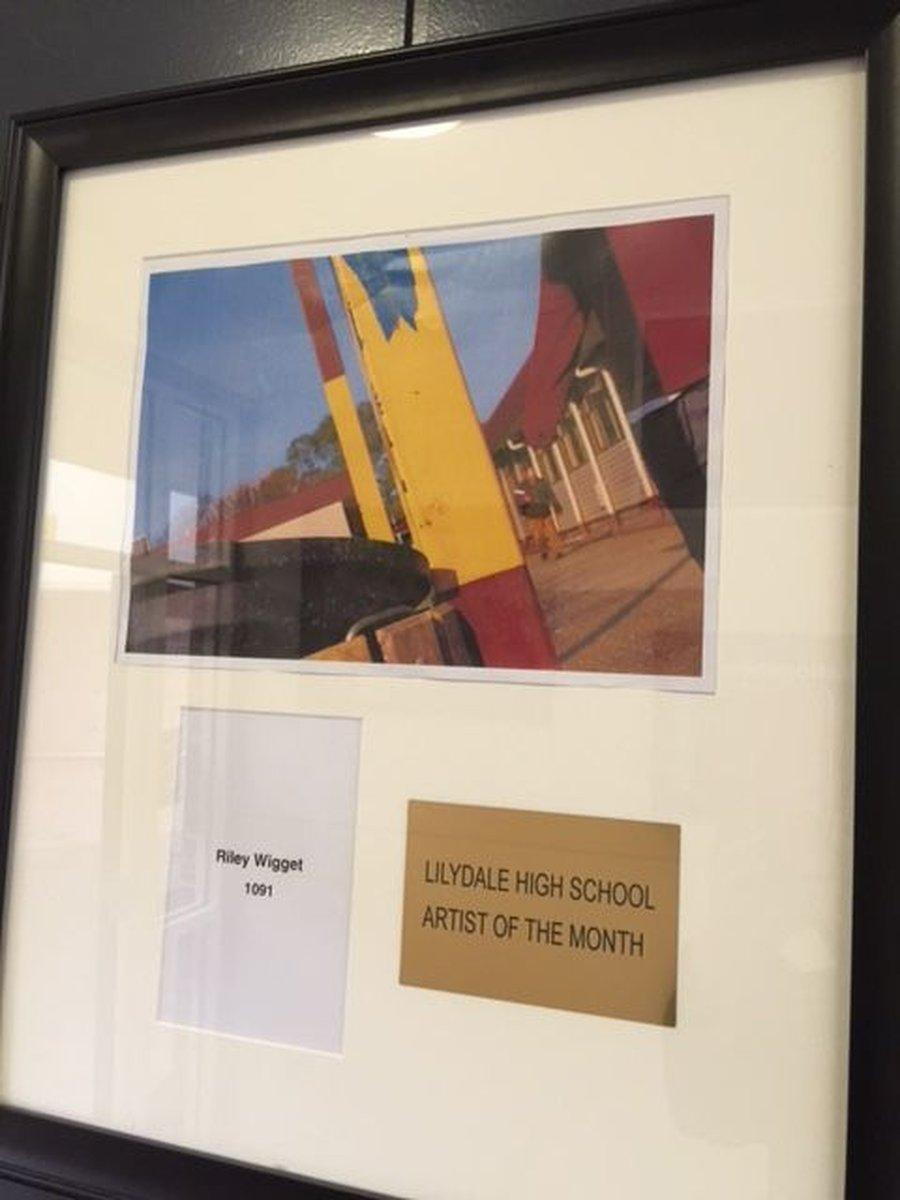 Riley Wigget
1091
LILYDALE HIGH SCHOOL
ARTIST OF THE MONTH